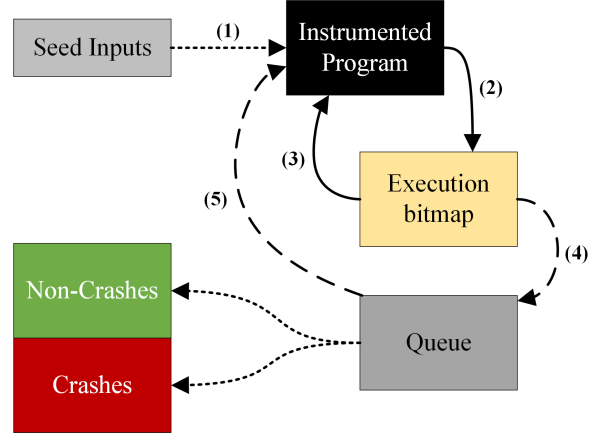 Seed Inputs
(1)
Instrumented
Program
(2)
(3)
Execution
bitmap
(5)
(4)
Non-Crashes
Queue
Crashes